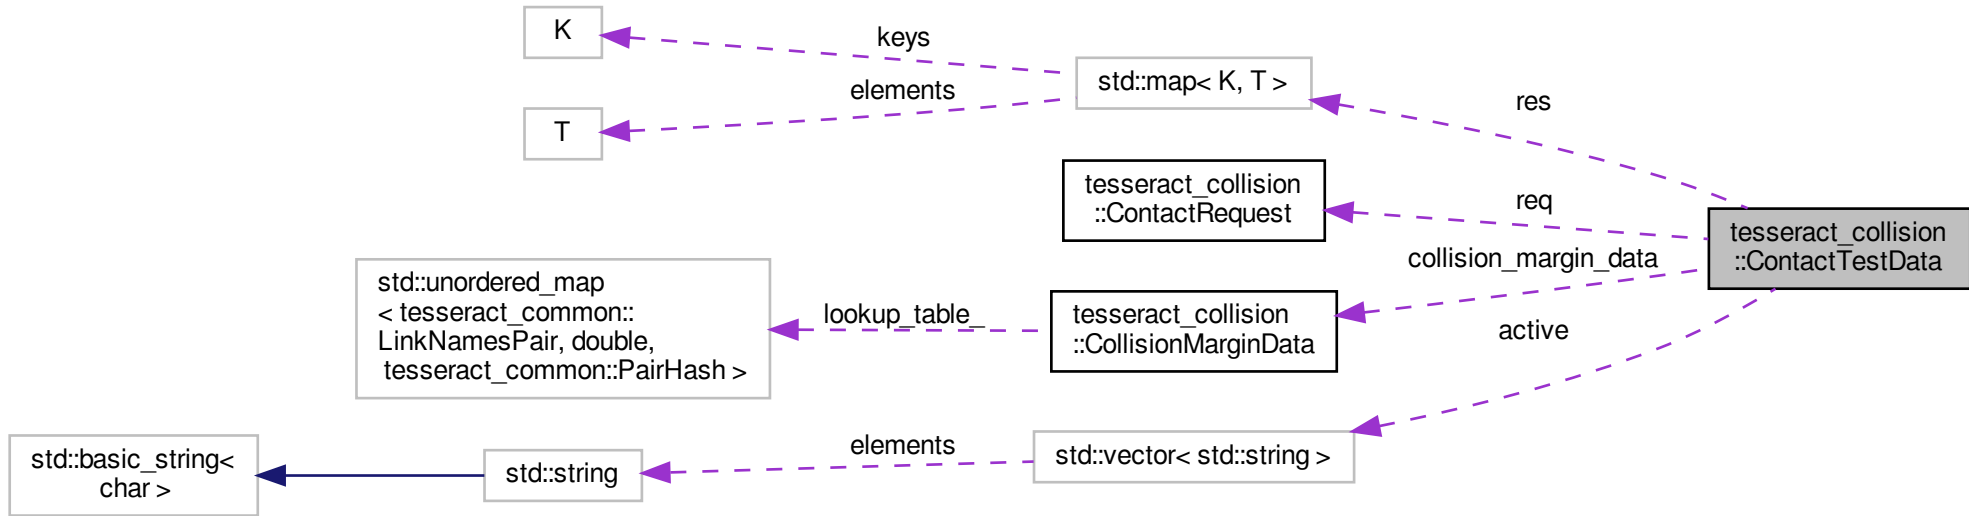 K
keys
std::map< K, T >
elements
T
res
tesseract_collision
::ContactRequest
req
tesseract_collision
::ContactTestData
collision_margin_data
std::unordered_map
< tesseract_common::
LinkNamesPair, double,
tesseract_common::PairHash >
lookup_table_
tesseract_collision
::CollisionMarginData
active
std::basic_string<
char >
std::string
elements
std::vector< std::string >